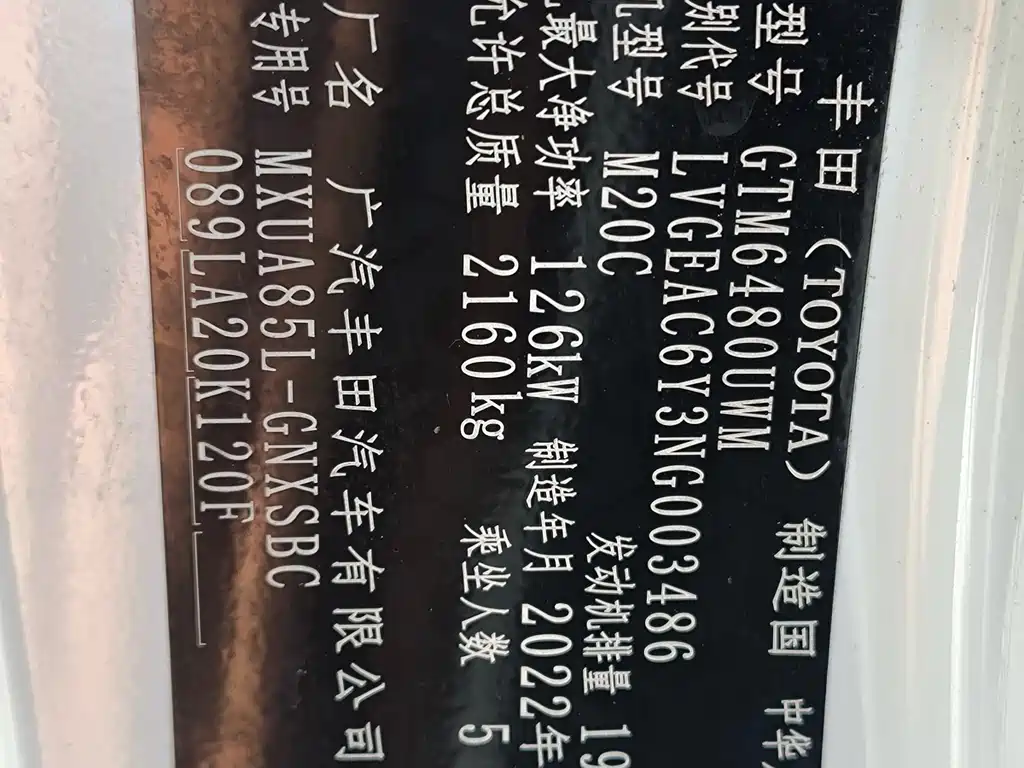 丰田 (TOYOTA) 制造国 中华
型号 GTM6480UWM
别代号 LVGEAC6Y3NG003486
机型号 M20C 发动机排量 19
最大净功率 126kW 制造年月 2022年
允许总质量 2160kg 乘坐人数 5
厂名 广汽丰田汽车有限公司
专用号 MXUA85L-GNXSBC
089LA20K120F